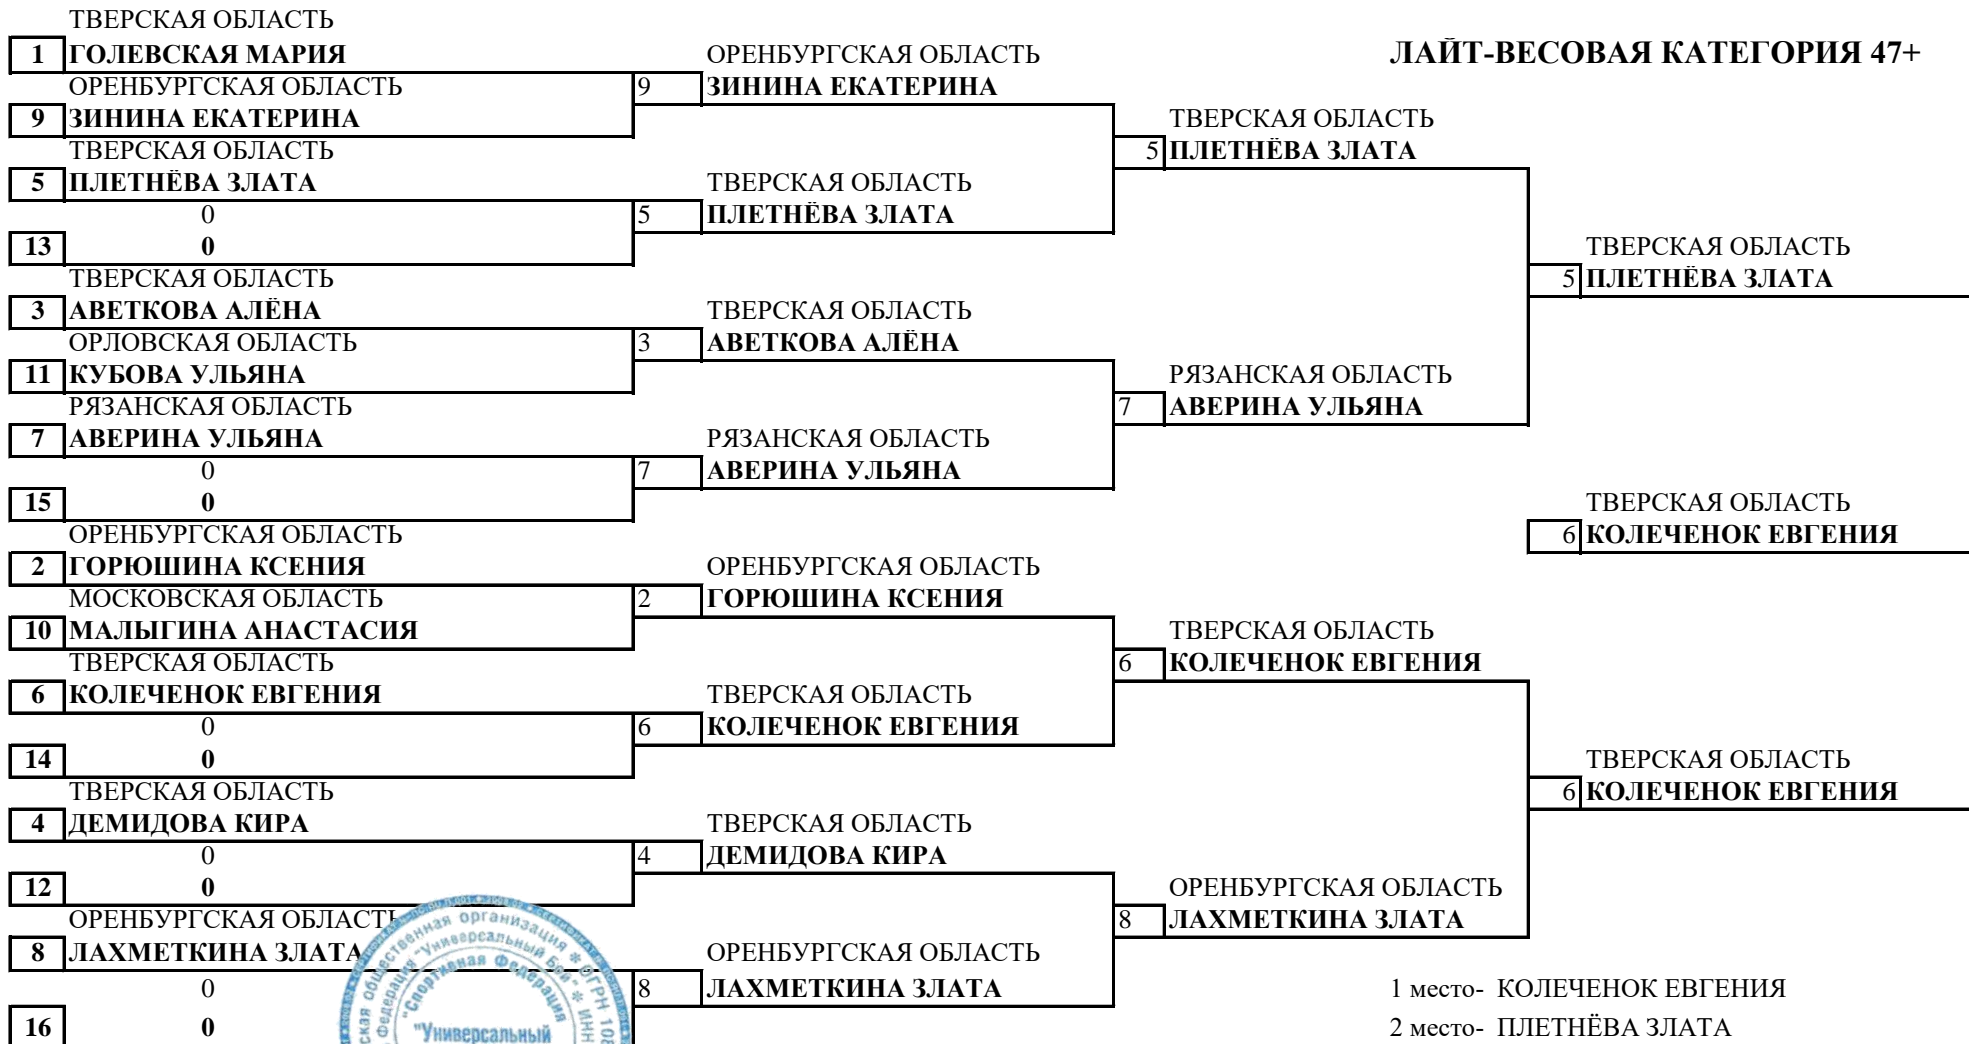 ТВЕРСКАЯ ОБЛАСТЬ
1 ГОЛЕВСКАЯ МАРИЯ ОРЕНБУРГСКАЯ ОБЛАСТЬ ЛАЙТ-ВЕСОВАЯ КАТЕГОРИЯ 47+
ОРЕНБУРГСКАЯ ОБЛАСТЬ 9 ЗИНИНА ЕКАТЕРИНА
9 ЗИНИНА ЕКАТЕРИНА ТВЕРСКАЯ ОБЛАСТЬ
ТВЕРСКАЯ ОБЛАСТЬ 5 ПЛЕТНЁВА ЗЛАТА
5 ПЛЕТНЁВА ЗЛАТА ТВЕРСКАЯ ОБЛАСТЬ
0 5 ПЛЕТНЁВА ЗЛАТА
13 0 ТВЕРСКАЯ ОБЛАСТЬ
ТВЕРСКАЯ ОБЛАСТЬ 5 ПЛЕТНЁВА ЗЛАТА
3 АВЕТКОВА АЛЁНА ТВЕРСКАЯ ОБЛАСТЬ
ОРЛОВСКАЯ ОБЛАСТЬ 3 АВЕТКОВА АЛЁНА
11 КУБОВА УЛЬЯНА РЯЗАНСКАЯ ОБЛАСТЬ
РЯЗАНСКАЯ ОБЛАСТЬ 7 АВЕРИНА УЛЬЯНА
7 АВЕРИНА УЛЬЯНА РЯЗАНСКАЯ ОБЛАСТЬ
0 7 АВЕРИНА УЛЬЯНА
15 0 ТВЕРСКАЯ ОБЛАСТЬ
ОРЕНБУРГСКАЯ ОБЛАСТЬ 6 КОЛЕЧЕНОК ЕВГЕНИЯ
2 ГОРЮШИНА КСЕНИЯ ОРЕНБУРГСКАЯ ОБЛАСТЬ
МОСКОВСКАЯ ОБЛАСТЬ 2 ГОРЮШИНА КСЕНИЯ
10 МАЛЫГИНА АНАСТАСИЯ ТВЕРСКАЯ ОБЛАСТЬ
ТВЕРСКАЯ ОБЛАСТЬ 6 КОЛЕЧЕНОК ЕВГЕНИЯ
6 КОЛЕЧЕНОК ЕВГЕНИЯ ТВЕРСКАЯ ОБЛАСТЬ
0 6 КОЛЕЧЕНОК ЕВГЕНИЯ
14 0 ТВЕРСКАЯ ОБЛАСТЬ
ТВЕРСКАЯ ОБЛАСТЬ 6 КОЛЕЧЕНОК ЕВГЕНИЯ
4 ДЕМИДОВА КИРА ТВЕРСКАЯ ОБЛАСТЬ
0 4 ДЕМИДОВА КИРА
12 0 ОРЕНБУРГСКАЯ ОБЛАСТЬ
ОРЕНБУРГСКАЯ ОБЛАСТЬ 8 ЛАХМЕТКИНА ЗЛАТА
8 ЛАХМЕТКИНА ЗЛАТА ОРЕНБУРГСКАЯ ОБЛАСТЬ
0 8 ЛАХМЕТКИНА ЗЛАТА 1 место- КОЛЕЧЕНОК ЕВГЕНИЯ
16 0 2 место- ПЛЕТНЁВА ЗЛАТА
организация * ОГРН
"Универсальный Бой" * ИНН
"Спортивная Федерация
"Универсальный